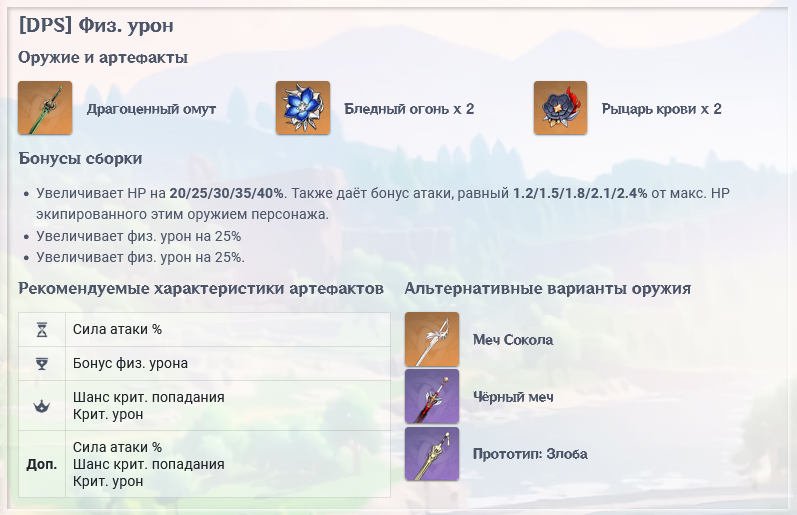 [DPS] Физ. урон
Оружие и артефакты
Драгоценный омут
Бледный огонь x 2
Рыцарь крови x 2
Бонусы сборки
Увеличивает HP на 20/25/30/35/40%. Также даёт бонус атаки, равный 1.2/1.5/1.8/2.1/2.4% от макс. HP
экипированного этим оружием персонажа.
Увеличивает физ. урон на 25%
Увеличивает физ. урон на 25%.
Рекомендуемые характеристики артефактов
Сила атаки %
Бонус физ. урона
Шанс крит. попадания
Крит. урон
Доп.
Сила атаки %
Шанс крит. попадания
Крит. урон
Альтернативные варианты оружия
Меч Сокола
Чёрный меч
Прототип: Злоба